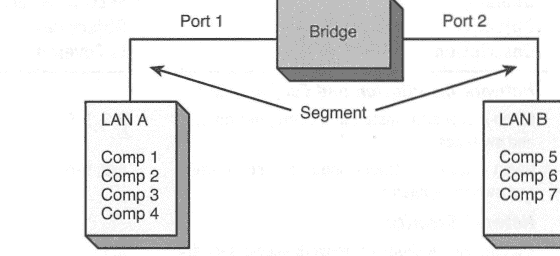 Port 1
Bridge
Port 2
Segment
LAN A
Comp 1
Comp 2
Comp 3
Comp 4
LAN B
Comp 5
Comp 6
Comp 7